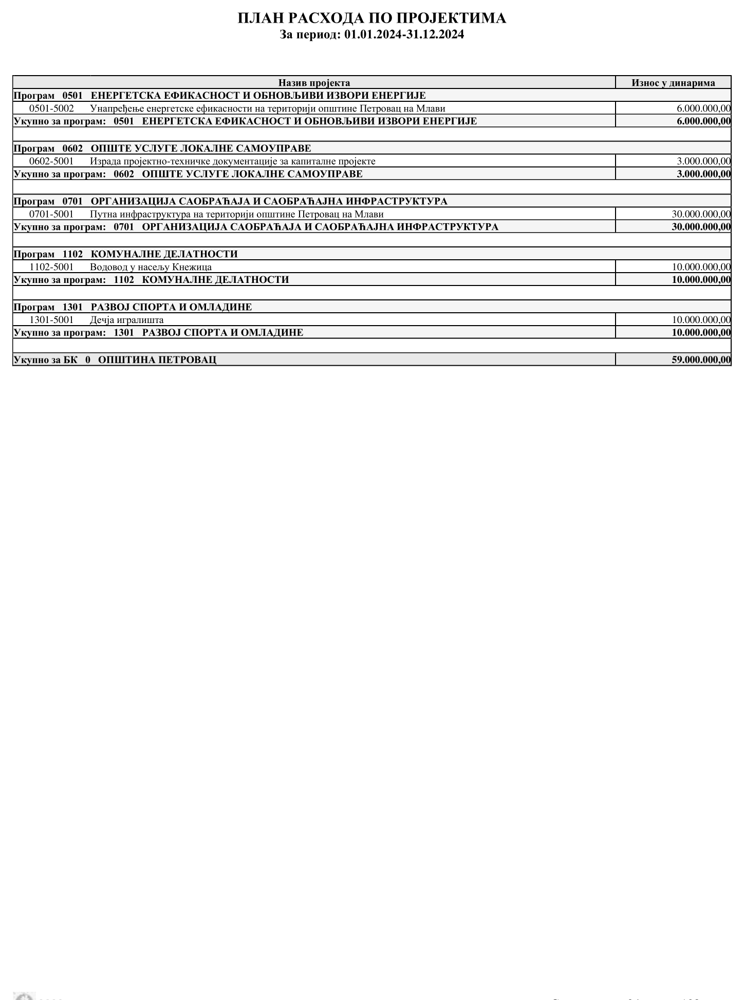 ПЛАН РАСХОДА ПО ПРОЈЕКТИМА
За период: 01.01.2024-31.12.2024
Назив пројекта Износ у динарима
Програм 0501 ЕНЕРГЕТСКА ЕФИКАСНОСТ И ОБНОВЉИВИ ИЗВОРИ ЕНЕРГИЈЕ
0501-5002 Унапређење енергетске ефикасности на територији општине Петровац на Млави 6.000.000,00
Укупно за програм: 0501 ЕНЕРГЕТСКА ЕФИКАСНОСТ И ОБНОВЉИВИ ИЗВОРИ ЕНЕРГИЈЕ 6.000.000,00
Програм 0602 ОПШТЕ УСЛУГЕ ЛОКАЛНЕ САМОУПРАВЕ
0602-5001 Израда пројектно-техничке документације за капиталне пројекте 3.000.000,00
Укупно за програм: 0602 ОПШТЕ УСЛУГЕ ЛОКАЛНЕ САМОУПРАВЕ 3.000.000,00
Програм 0701 ОРГАНИЗАЦИЈА САОБРАЋАЈА И САОБРАЋАЈНА ИНФРАСТРУКТУРА
0701-5001 Путна инфраструктура на територији општине Петровац на Млави 30.000.000,00
Укупно за програм: 0701 ОРГАНИЗАЦИЈА САОБРАЋАЈА И САОБРАЋАЈНА ИНФРАСТРУКТУРА 30.000.000,00
Програм 1102 КОМУНАЛНЕ ДЕЛАТНОСТИ
1102-5001 Водовод у насељу Кнежица 10.000.000,00
Укупно за програм: 1102 КОМУНАЛНЕ ДЕЛАТНОСТИ 10.000.000,00
Програм 1301 РАЗВОЈ СПОРТА И ОМЛАДИНЕ
1301-5001 Дечја игралишта 10.000.000,00
Укупно за програм: 1301 РАЗВОЈ СПОРТА И ОМЛАДИНЕ 10.000.000,00
Укупно за БК 0 ОПШТИНА ПЕТРОВАЦ 59.000.000,00